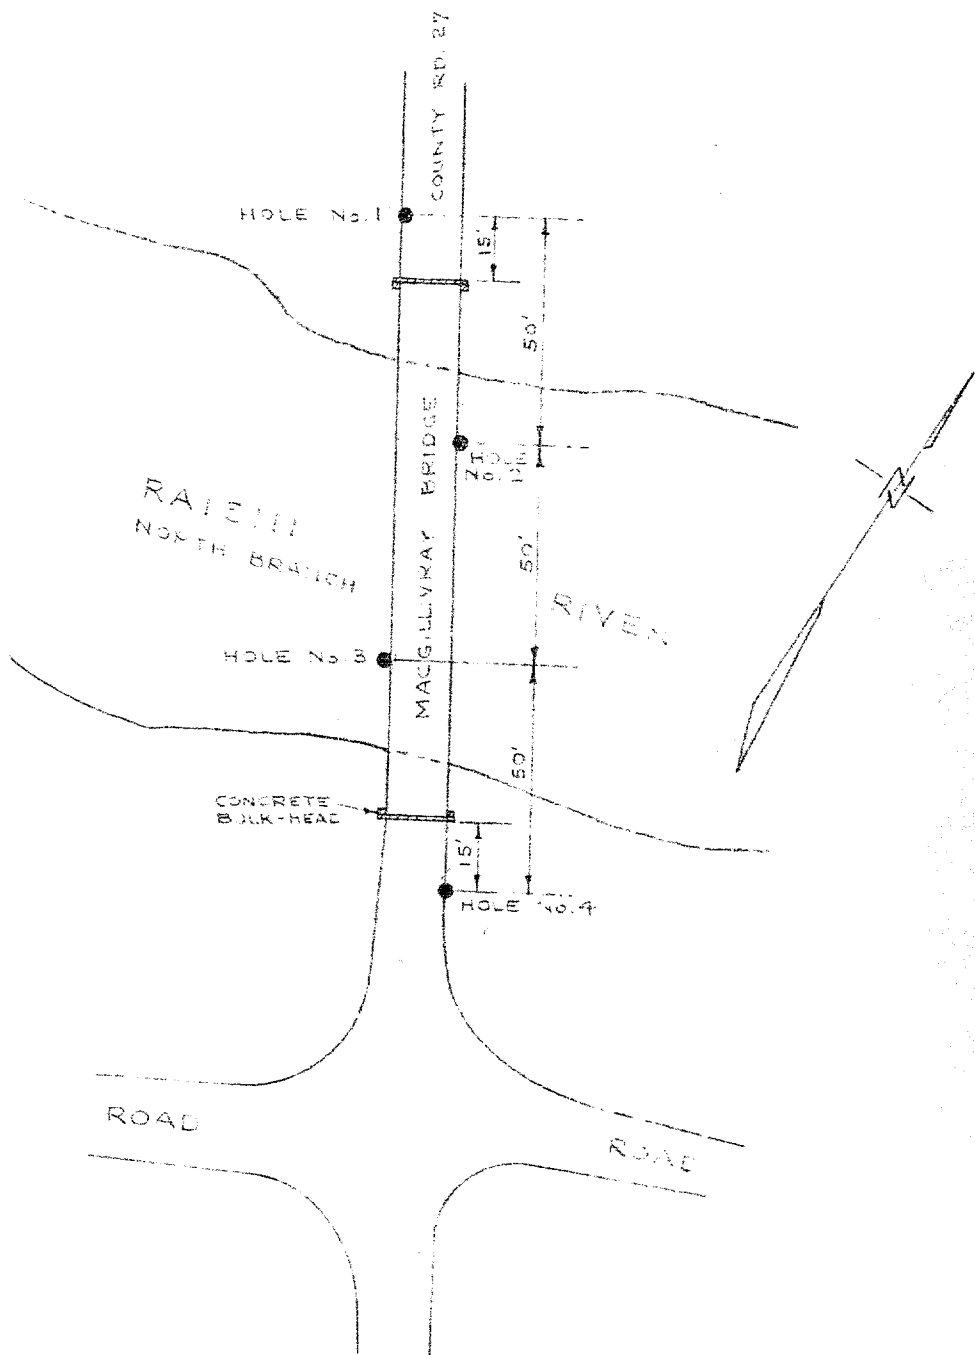 COUNTY RD. 27
HOLE No. 1
15'
50'
HOLE
No. 2
MACGILLVRAY BRIDGE
NORTH BRANCH
50'
RIVER
HOLE No. 3
50'
CONCRETE
BULK-HEAD
15'
HOLE No. 4
ROAD
ROAD